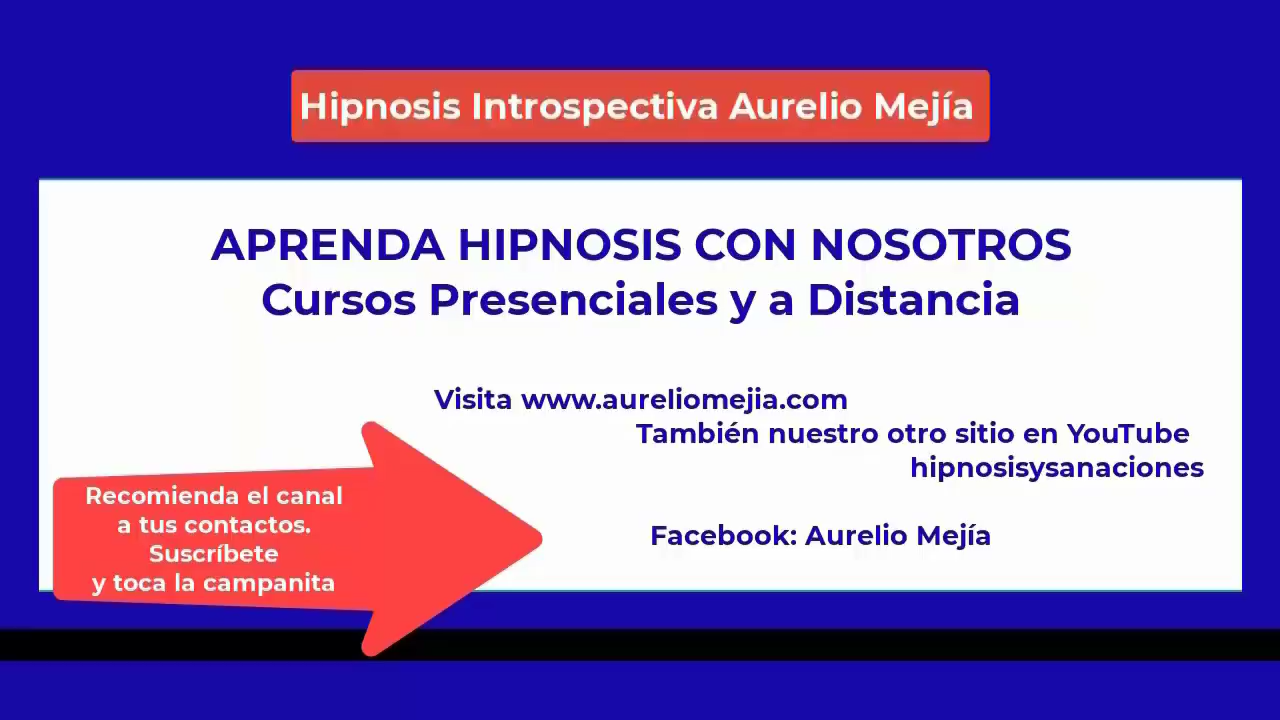 Hipnosis Introspectiva Aurelio Mejía
APRENDA HIPNOSIS CON NOSOTROS
Cursos Presenciales y a Distancia
Visita www.aureliomejia.com
También nuestro otro sitio en YouTube
hipnosisysanaciones
Facebook: Aurelio Mejía
Recomienda el canal
a tus contactos.
Suscríbete
y toca la campanita